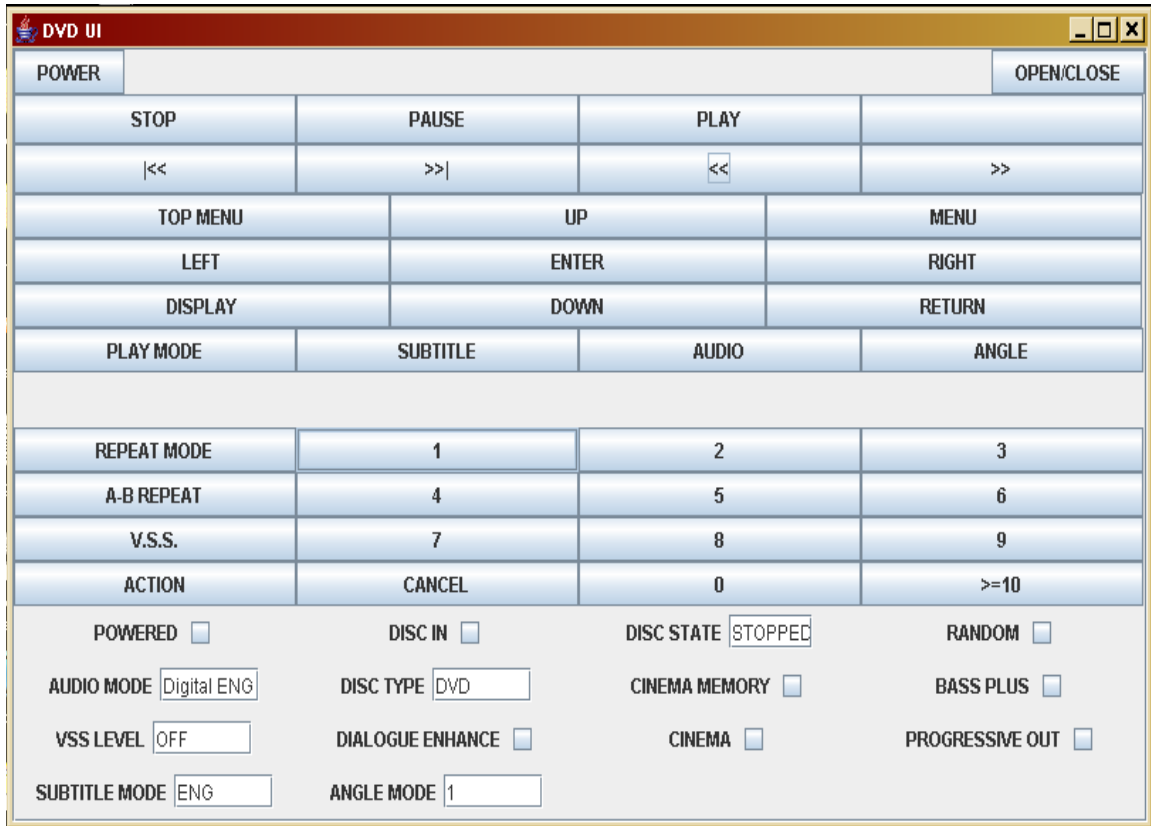 DVD UI
POWER OPEN/CLOSE
STOP PAUSE PLAY
|<< >>| << >>
TOP MENU UP MENU
LEFT ENTER RIGHT
DISPLAY DOWN RETURN
PLAY MODE SUBTITLE AUDIO ANGLE
REPEAT MODE 1 2 3
A-B REPEAT 4 5 6
V.S.S. 7 8 9
ACTION CANCEL 0 >=10
POWERED DISC IN DISC STATE STOPPED RANDOM
AUDIO MODE Digital ENG DISC TYPE DVD CINEMA MEMORY BASS PLUS
VSS LEVEL OFF DIALOGUE ENHANCE CINEMA PROGRESSIVE OUT
SUBTITLE MODE ENG ANGLE MODE 1